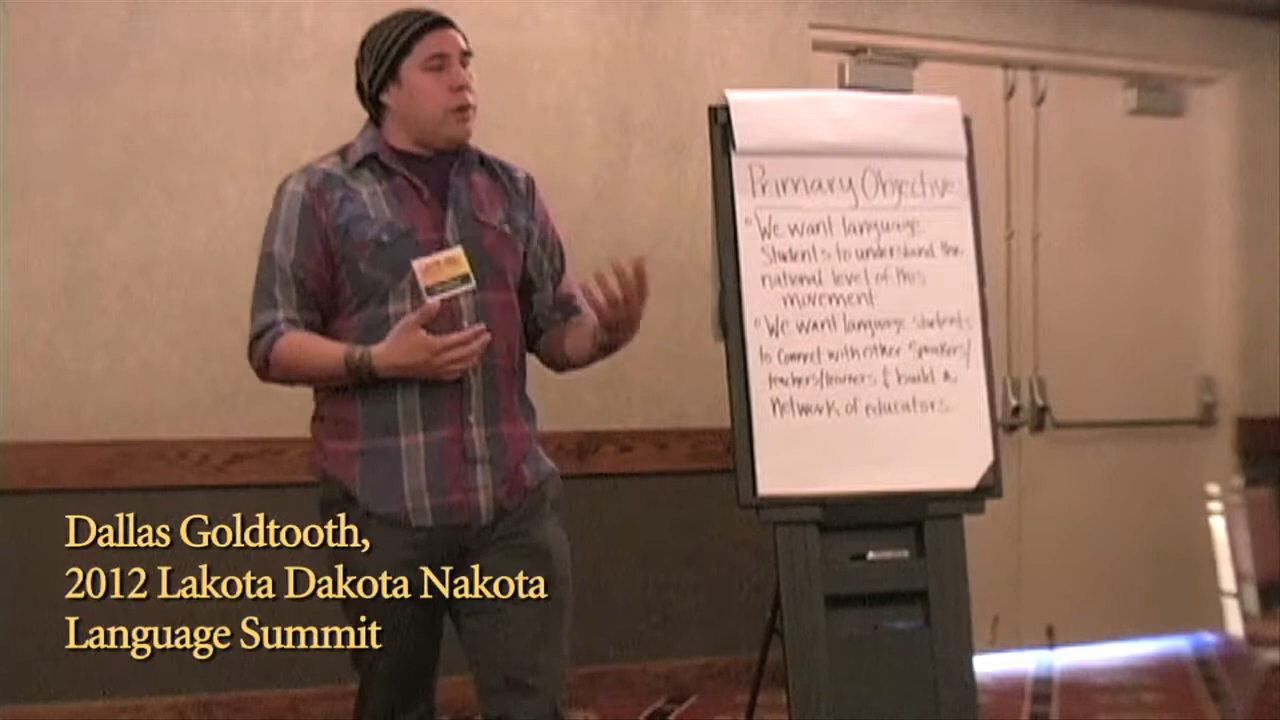 Primary Objective
We want language
Students to understand the
national level of this
movement
We want language students
to connect with other speakers/
teachers/learners & build a
network of educators.
Dallas Goldtooth,
2012 Lakota Dakota Nakota
Language Summit